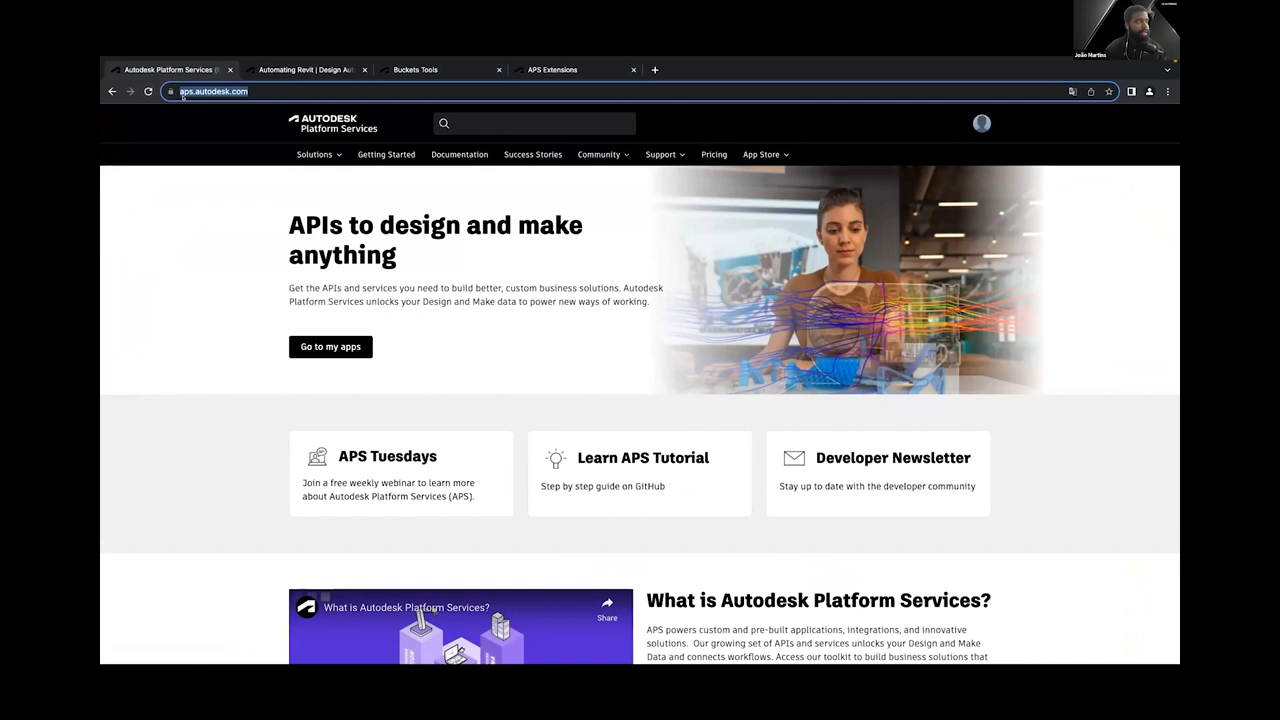 João Martins
Autodesk Platform Services (
Automating Revit | Design Aut
Buckets Tools
APS Extensions
aps.autodesk.com
AUTODESK
Platform Services
Solutions
Getting Started
Documentation
Success Stories
Community
Support
Pricing
App Store
APIs to design and make
anything
Get the APIs and services you need to build better, custom business solutions. Autodesk
Platform Services unlocks your Design and Make data to power new ways of working.
Go to my apps
APS Tuesdays
Join a free weekly webinar to learn more
about Autodesk Platform Services (APS).
Learn APS Tutorial
Step by step guide on GitHub
Developer Newsletter
Stay up to date with the developer community
What is Autodesk Platform Services?
Share
What is Autodesk Platform Services?
APS powers custom and pre-built applications, integrations, and innovative
solutions. Our growing set of APIs and services unlocks your Design and Make
Data and connects workflows. Access our toolkit to build business solutions that